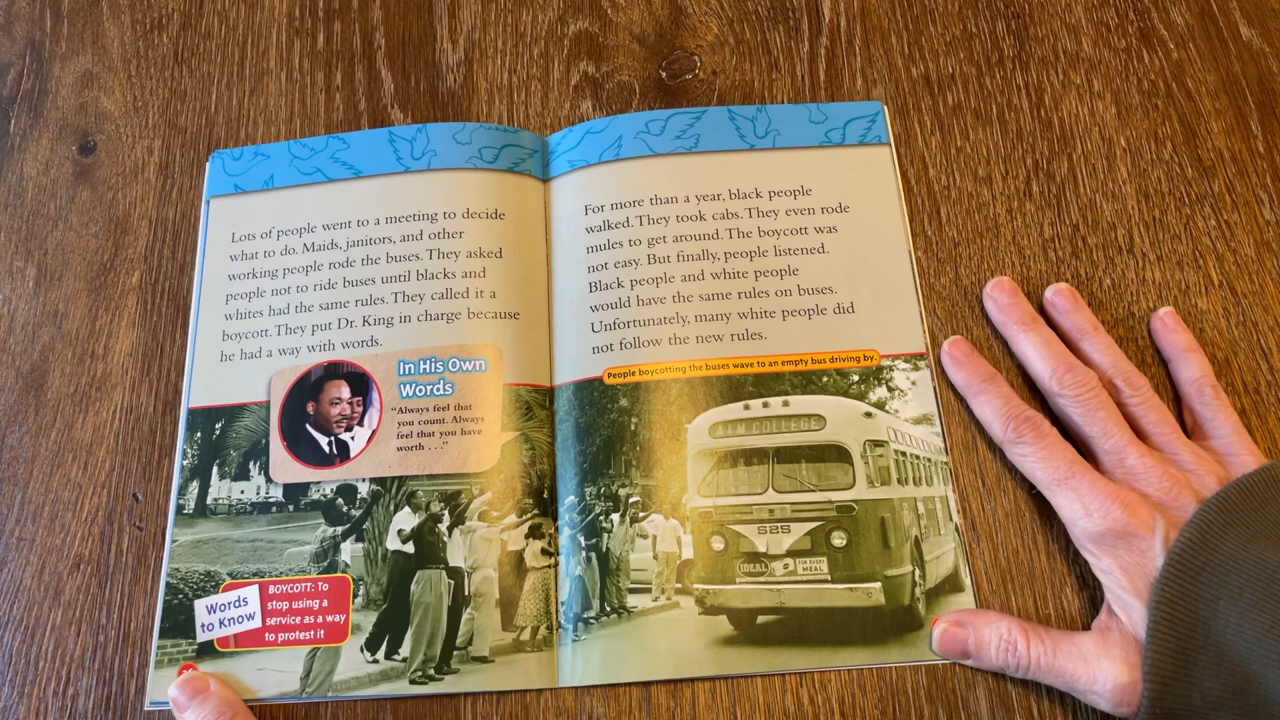 Lots of people went to a meeting to decide
what to do. Maids, janitors, and other
working people rode the buses. They asked
people not to ride buses until blacks and
whites had the same rules. They called it a
boycott. They put Dr. King in charge because
he had a way with words.
In His Own
Words
“Always feel that
you count. Always
feel that you have
worth . . .”
Words
to Know
BOYCOTT: To
stop using a
service as a way
to protest it
For more than a year, black people
walked. They took cabs. They even rode
mules to get around. The boycott was
not easy. But finally, people listened.
Black people and white people
would have the same rules on buses.
Unfortunately, many white people did
not follow the new rules.
People boycotting the buses wave to an empty bus driving by.
A & M COLLEGE
525
IDEAL
FOR EVERY
MEAL